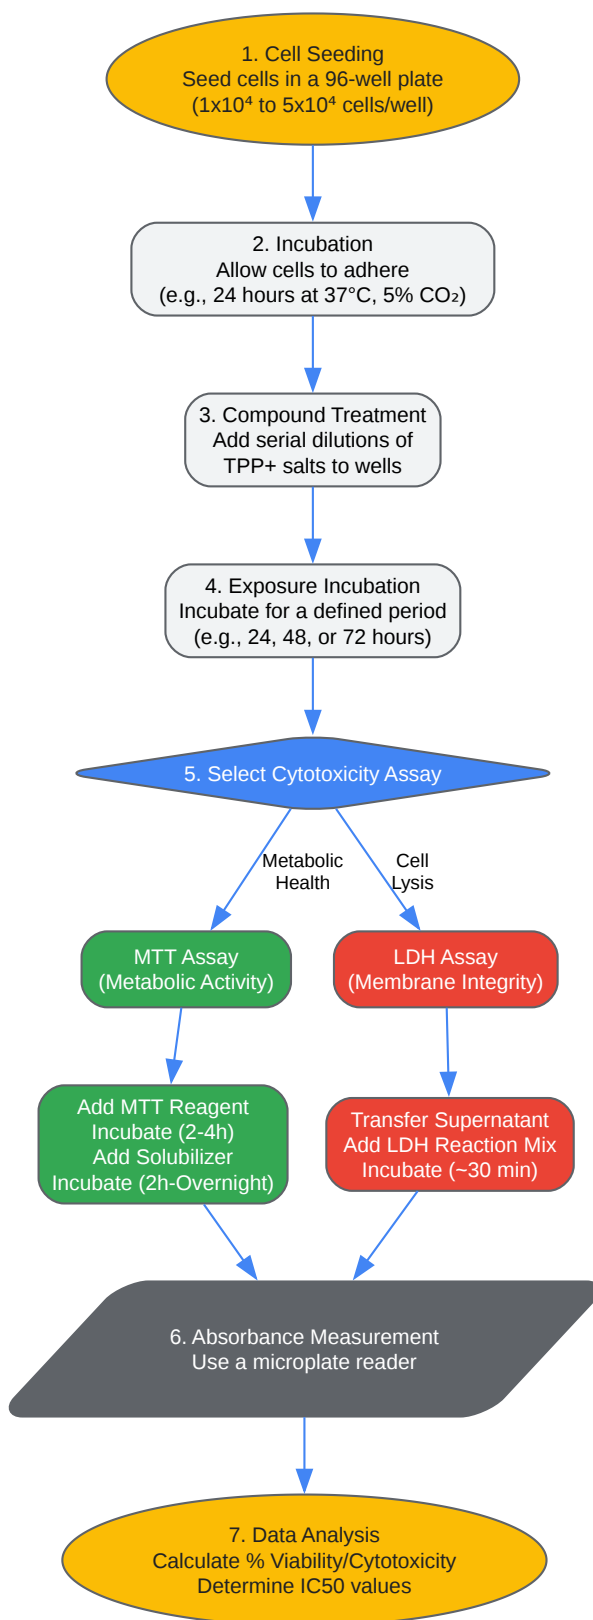 1. Cell Seeding
Seed cells in a 96-well plate
(1x10⁴ to 5x10⁴ cells/well)
2. Incubation
Allow cells to adhere
(e.g., 24 hours at 37°C, 5% CO₂)
3. Compound Treatment
Add serial dilutions of
TPP+ salts to wells
4. Exposure Incubation
Incubate for a defined period
(e.g., 24, 48, or 72 hours)
5. Select Cytotoxicity Assay
Metabolic
Health
Cell
Lysis
MTT Assay
(Metabolic Activity)
LDH Assay
(Membrane Integrity)
Add MTT Reagent
Incubate (2-4h)
Add Solubilizer
Incubate (2h-Overnight)
Transfer Supernatant
Add LDH Reaction Mix
Incubate (~30 min)
6. Absorbance Measurement
Use a microplate reader
7. Data Analysis
Calculate % Viability/Cytotoxicity
Determine IC50 values